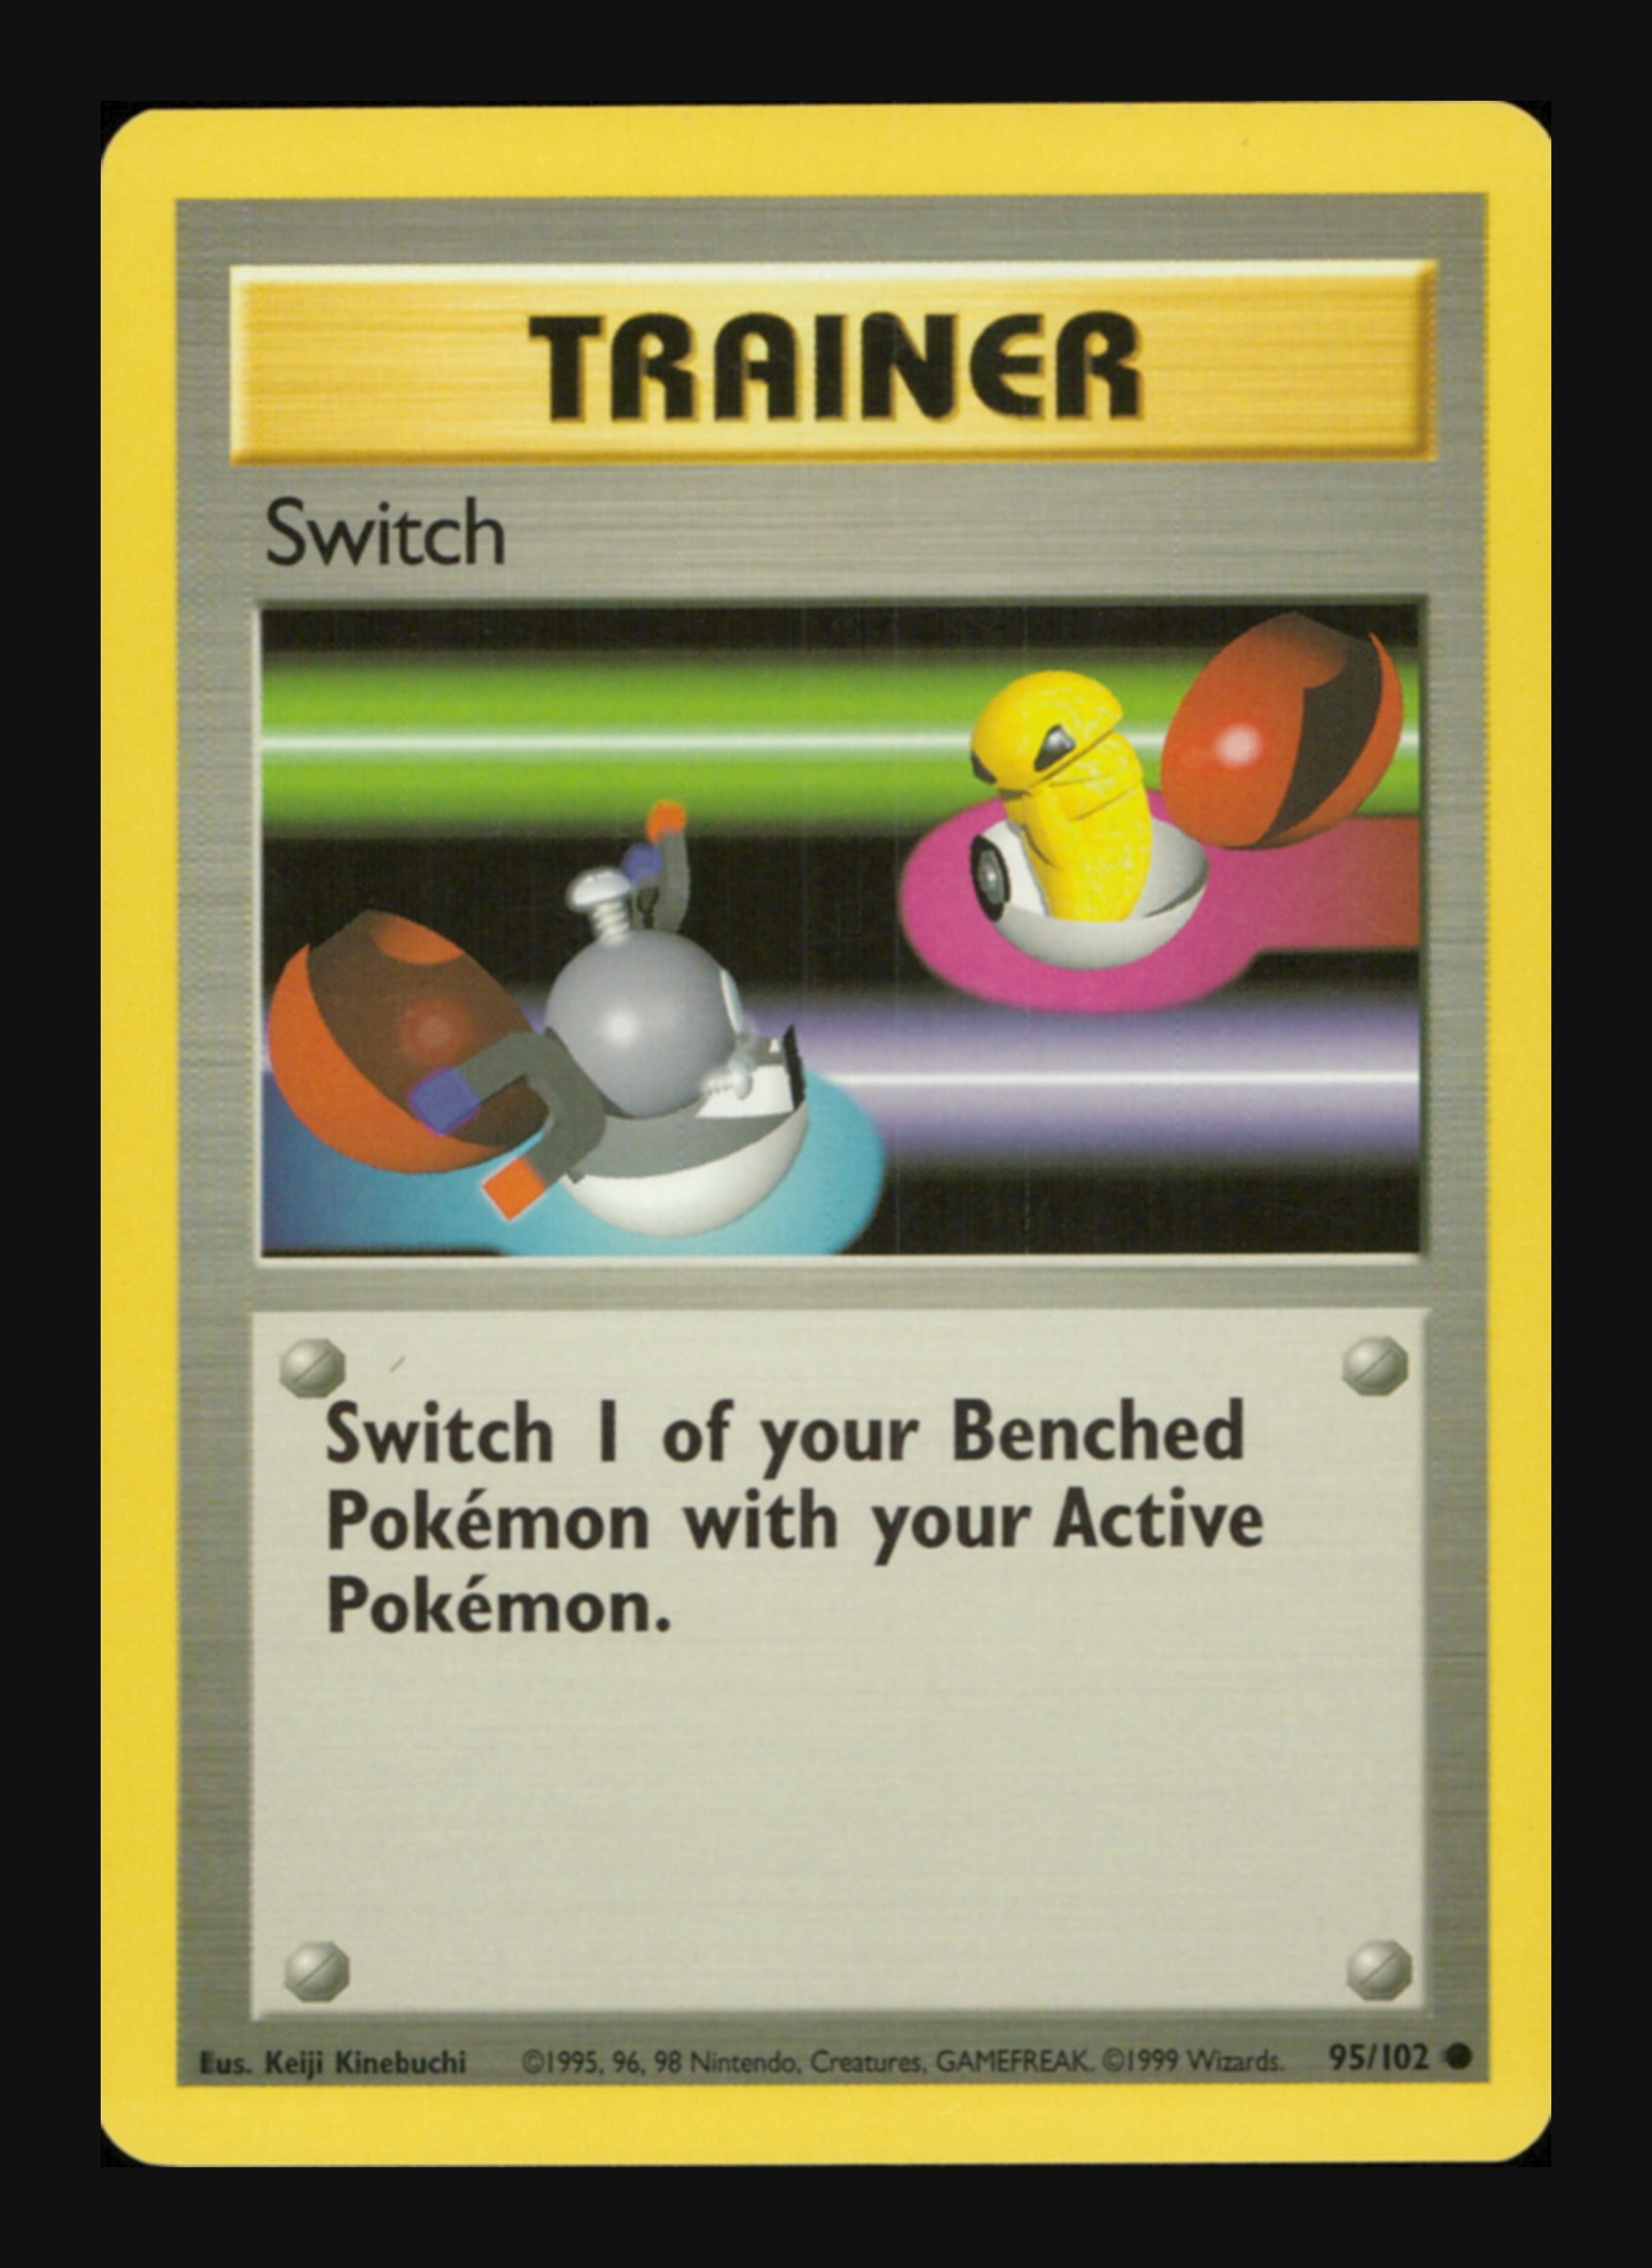 TRAINER
Switch
Switch 1 of your Benched
Pokémon with your Active
Pokémon.
Illus. Keiji Kinebuchi ©1995, 96, 98 Nintendo, Creatures, GAMEFREAK. ©1999 Wizards. 95/102 ●